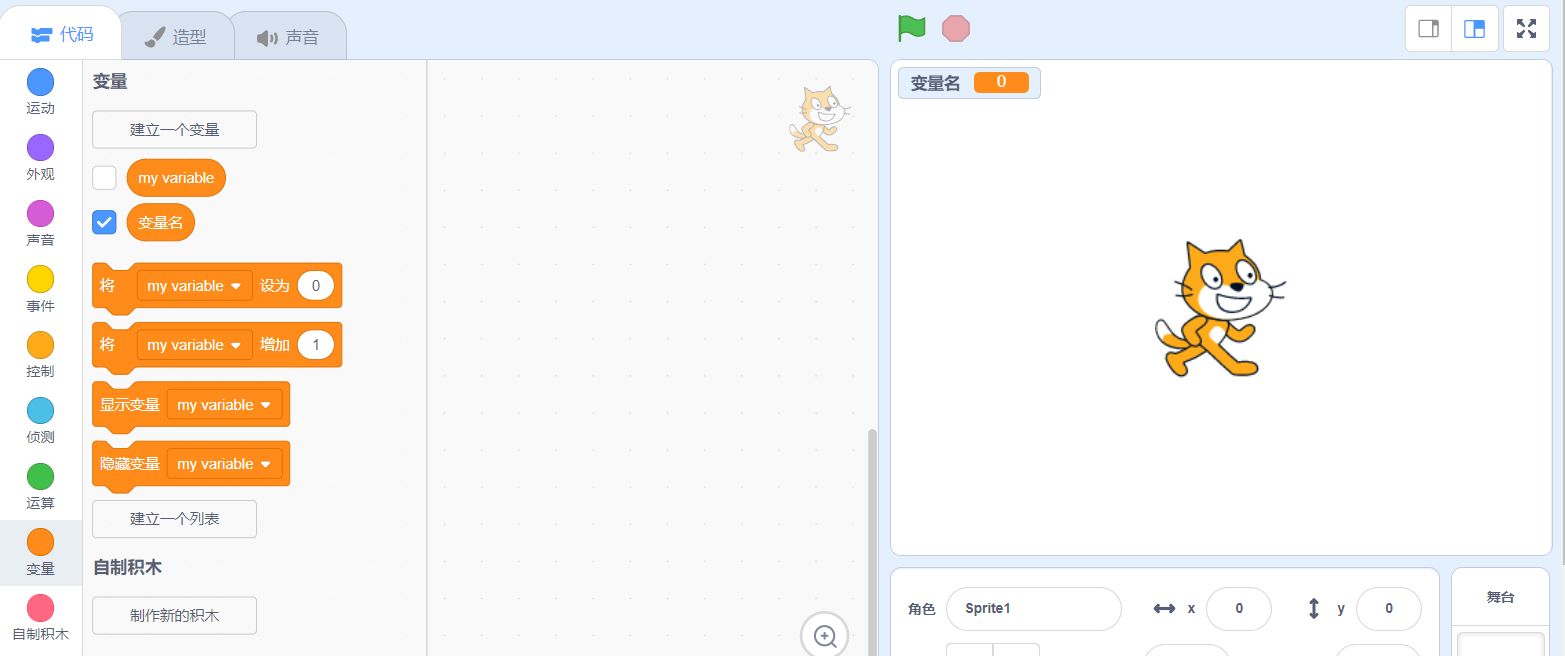 代码
造型
声音
运动
外观
声音
事件
控制
侦测
运算
变量
自制积木
变量
建立一个变量
my variable
变量名
将 my variable 设为 0
将 my variable 增加 1
显示变量 my variable
隐藏变量 my variable
建立一个列表
自制积木
制作新的积木
变量名 0
角色 Sprite1 x 0 y 0
舞台